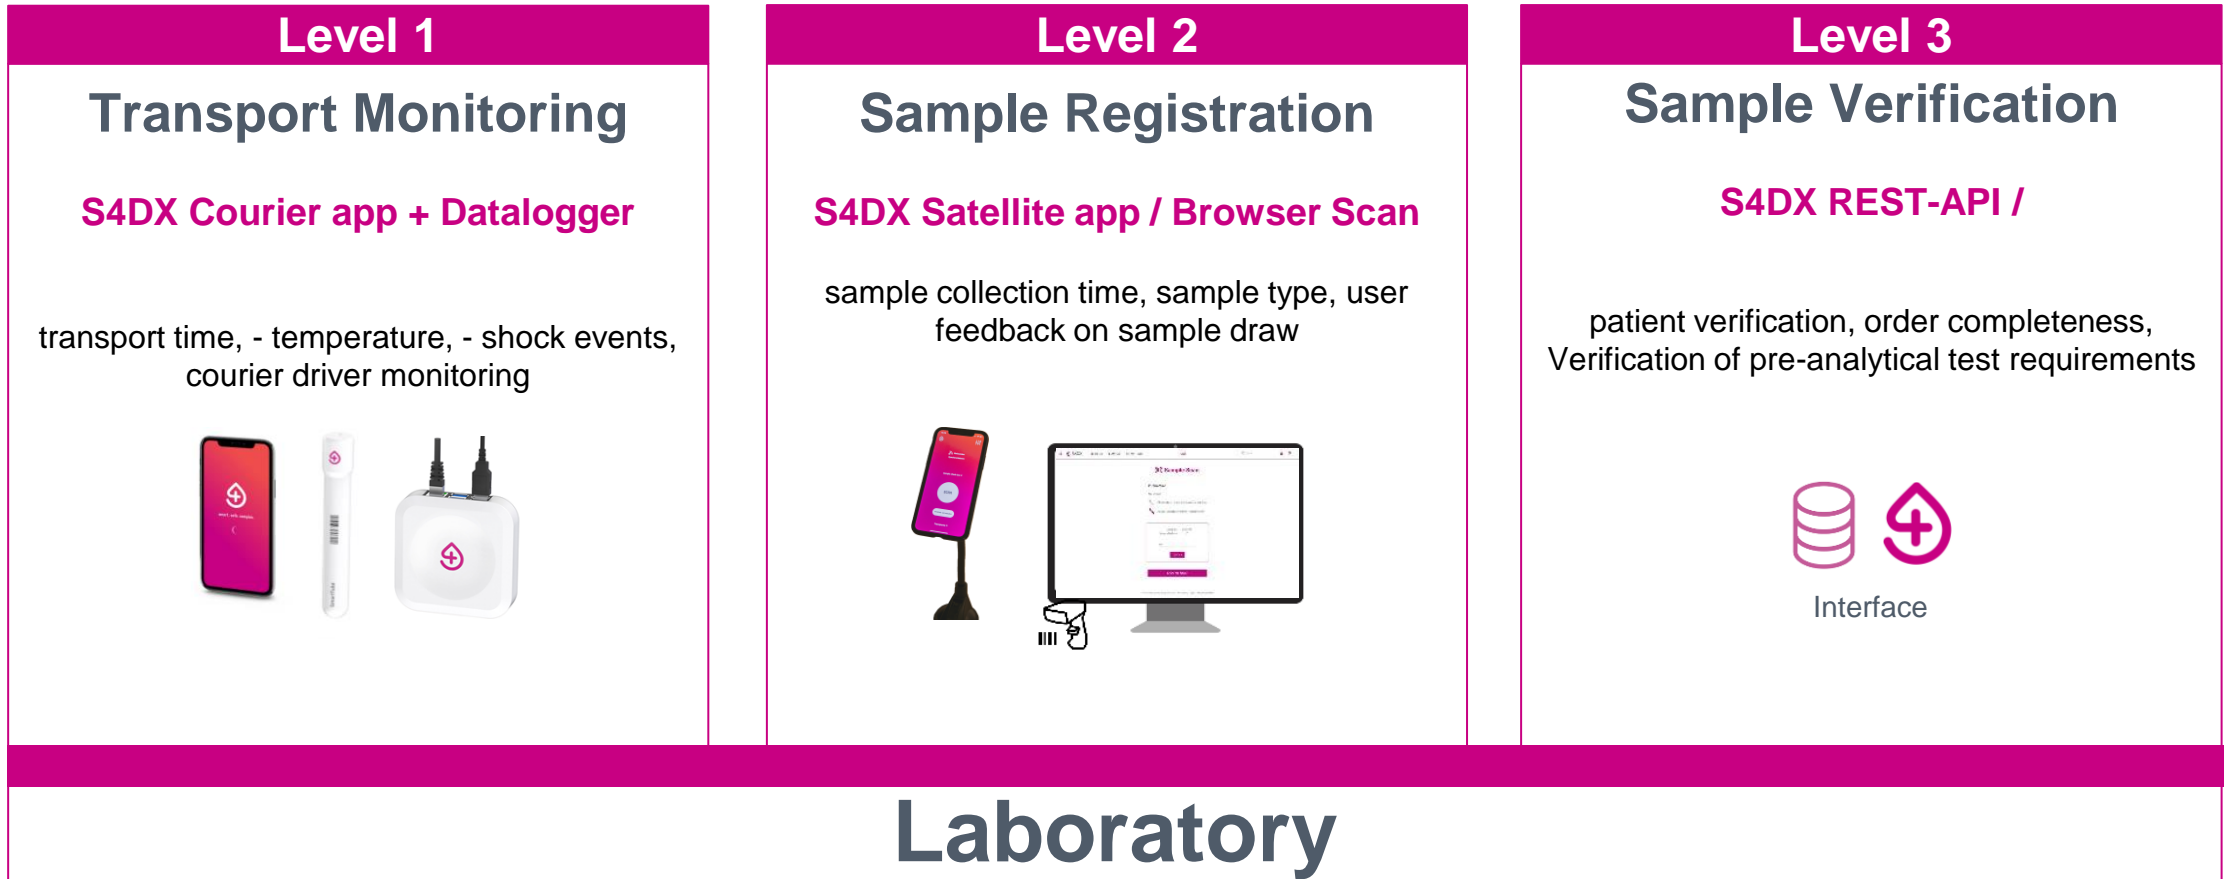 Level 1
Transport Monitoring
S4DX Courier app + Datalogger
transport time, - temperature, - shock events,
courier driver monitoring
Level 2
Sample Registration
S4DX Satellite app / Browser Scan
sample collection time, sample type, user
feedback on sample draw
Sample Scan
Level 3
Sample Verification
S4DX REST-API /
patient verification, order completeness,
Verification of pre-analytical test requirements
Interface
Laboratory